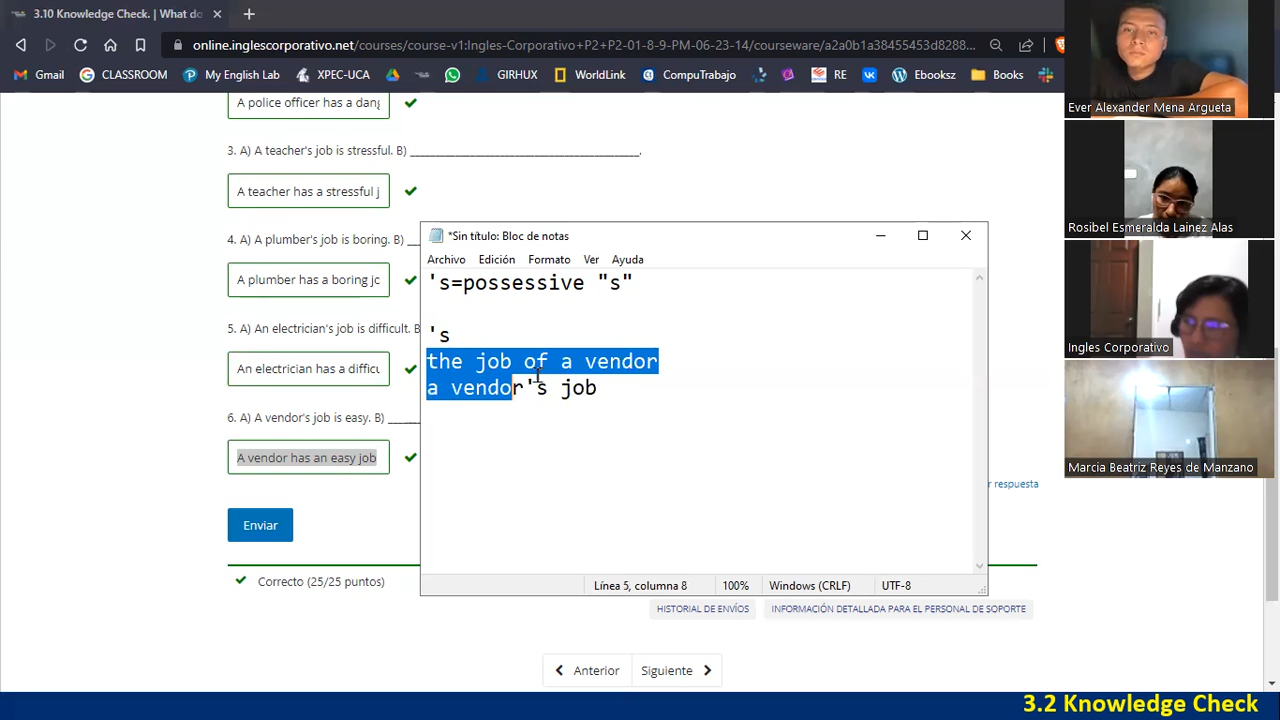 3.10 Knowledge Check. | What do
online.inglescorporativo.net/courses/course-v1:Ingles-Corporativo+P2+P2-01-8-9-PM-06-23-14/courseware/a2a0b1a38455453d8288...
Gmail CLASSROOM My English Lab XPEC-UCA GIRHUX WorldLink CompuTrabajo RE Ebooksz Books
A police officer has a dang
3. A) A teacher's job is stressful. B) ________________________________________.
A teacher has a stressful j
4. A) A plumber's job is boring. B) __
A plumber has a boring jo
5. A) An electrician's job is difficult. B
An electrician has a difficu
6. A) A vendor's job is easy. B) ______
A vendor has an easy job
r respuesta
Enviar
Correcto (25/25 puntos)
HISTORIAL DE ENVÍOS INFORMACIÓN DETALLADA PARA EL PERSONAL DE SOPORTE
Anterior Siguiente
*Sin título: Bloc de notas
Archivo Edición Formato Ver Ayuda
's=possessive "s"
's
the job of a vendor
a vendor's job
Línea 5, columna 8 100% Windows (CRLF) UTF-8
Ever Alexander Mena Argueta
Rosibel Esmeralda Lainez Alas
Ingles Corporativo
Marcia Beatriz Reyes de Manzano
3.2 Knowledge Check